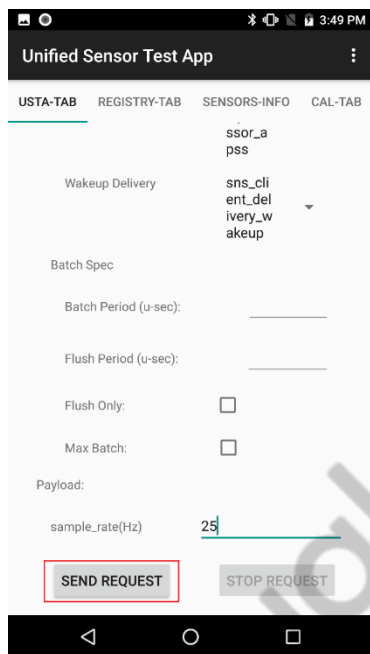 3:49 PM
Unified Sensor Test App
USTA-TAB REGISTRY-TAB SENSORS-INFO CAL-TAB
ssor_a
pss
Wakeup Delivery
sns_cli
ent_del
ivery_w
akeup
Batch Spec
Batch Period (u-sec):
Flush Period (u-sec):
Flush Only:
Max Batch:
Payload:
sample_rate(Hz) 25
SEND REQUEST STOP REQUEST